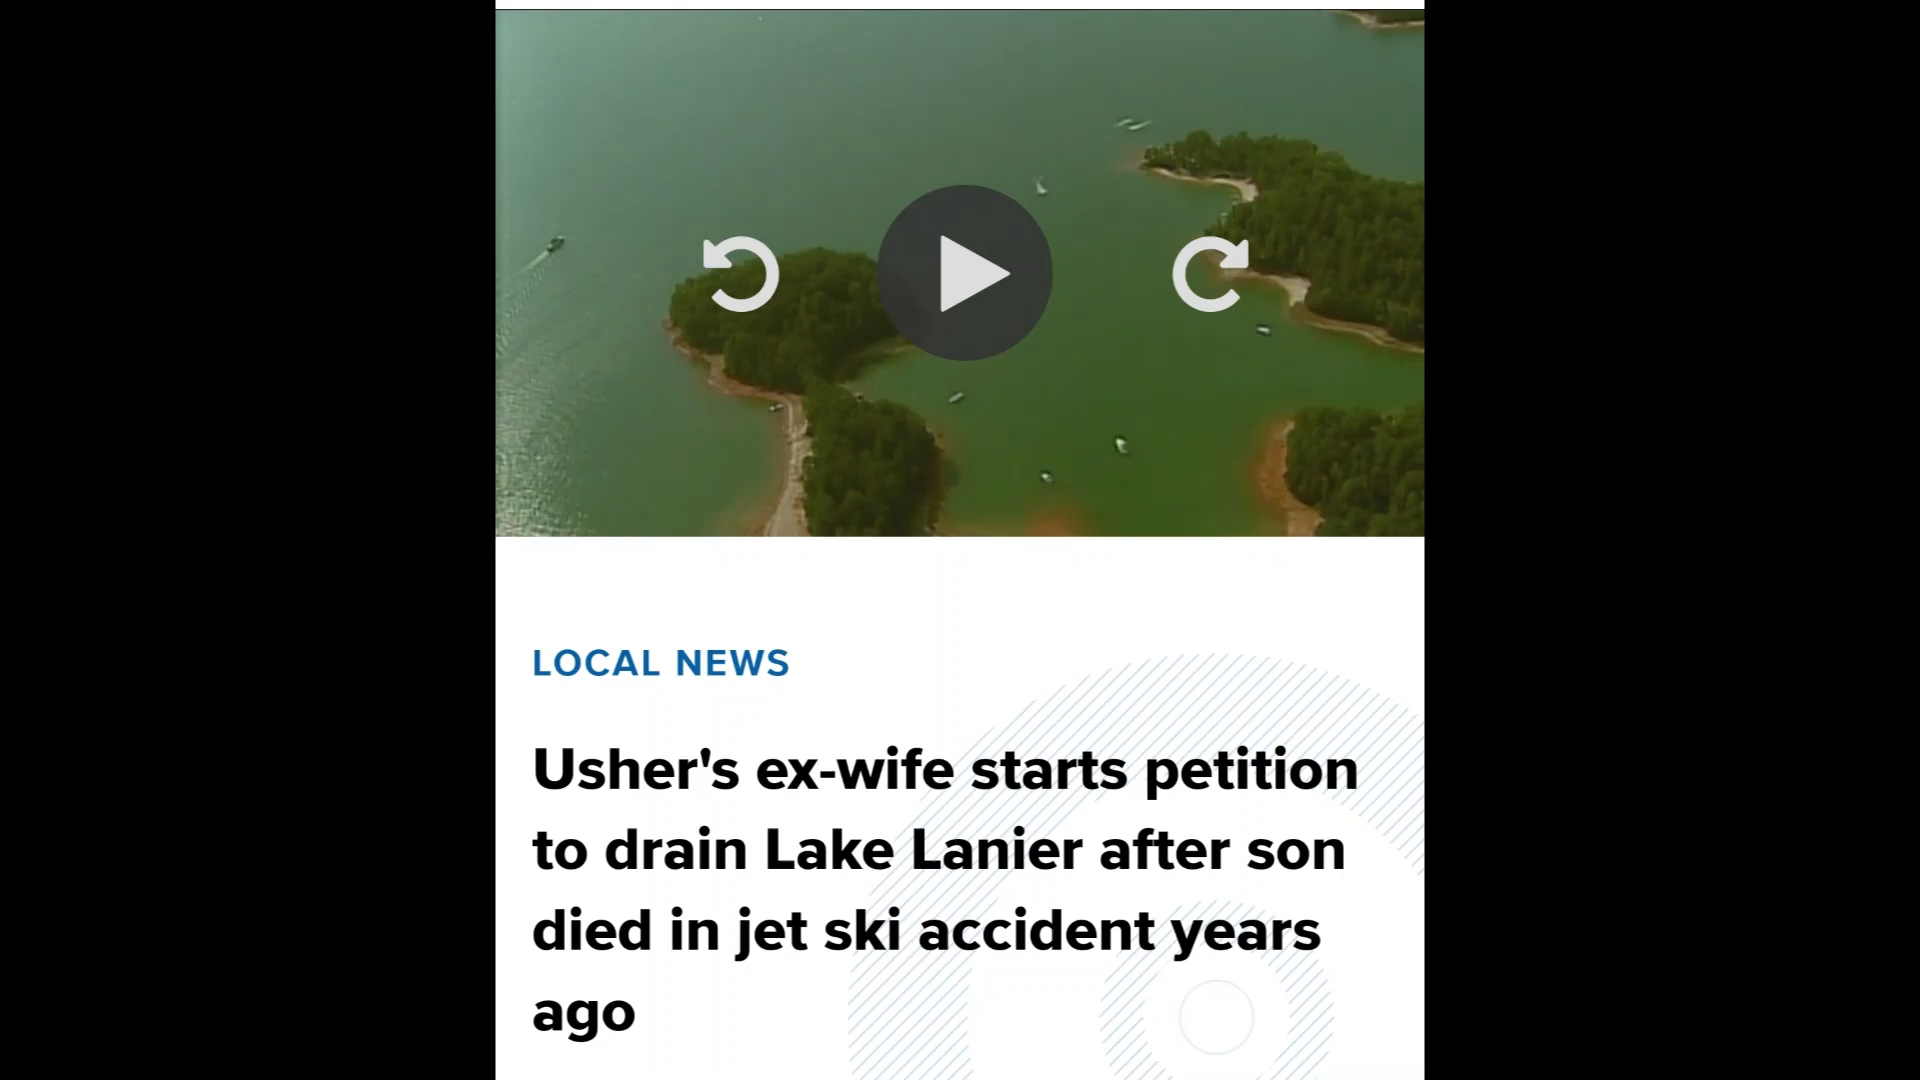 LOCAL NEWS
Usher's ex-wife starts petition
to drain Lake Lanier after son
died in jet ski accident years
ago